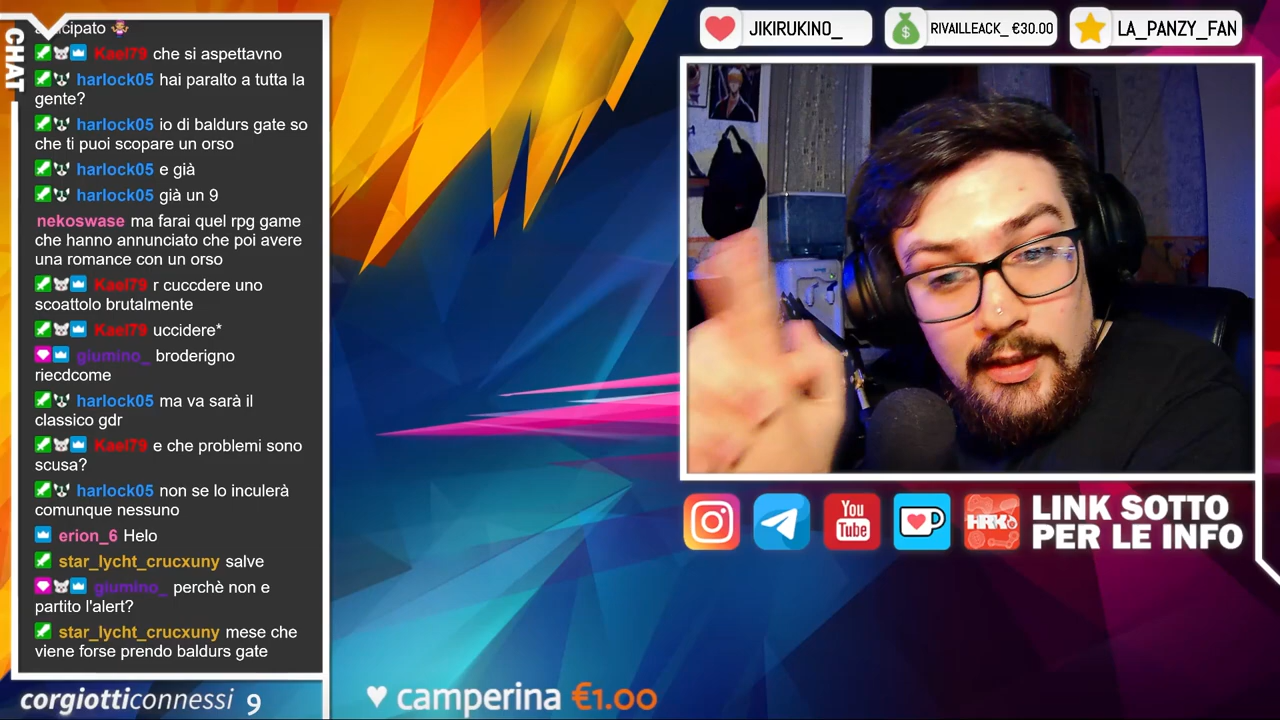 JIKIRUKINO_
RIVAILLEACK_ €30.00
LA_PANZY_FAN
CHAT
Kael79 che si aspettavno
harlock05 hai paralto a tutta la
gente?
harlock05 io di baldurs gate so
che ti puoi scopare un orso
harlock05 e già
harlock05 già un 9
nekoswase ma farai quel rpg game
che hanno annunciato che poi avere
una romance con un orso
Kael79 r cuccdere uno
scoattolo brutalmente
Kael79 uccidere*
giumino_ broderigno
riecdcome
harlock05 ma va sarà il
classico gdr
Kael79 e che problemi sono
scusa?
harlock05 non se lo inculerà
comunque nessuno
erion_6 Helo
star_lycht_crucxuny salve
giumino_ perchè non e
partito l'alert?
star_lycht_crucxuny mese che
viene forse prendo baldurs gate
corgiotticonnessi 9
You
Tube
HRK
LINK SOTTO
PER LE INFO
camperina €1.00